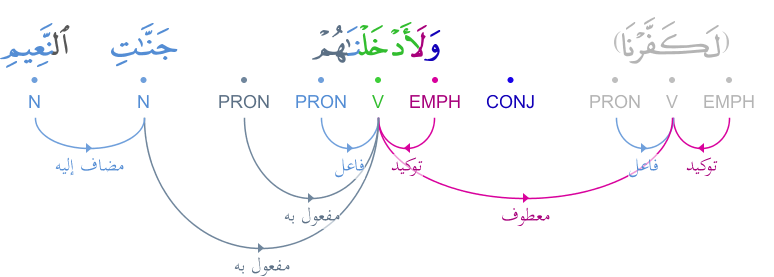 (لَكَفَّرْنَا) وَلَأَدْخَلْنَـٰهُمْ جَنَّـٰتِ ٱلنَّعِيمِ
N N PRON PRON V EMPH CONJ PRON V EMPH
مضاف إليه فاعل توكيد فاعل توكيد
مفعول به معطوف
مفعول به